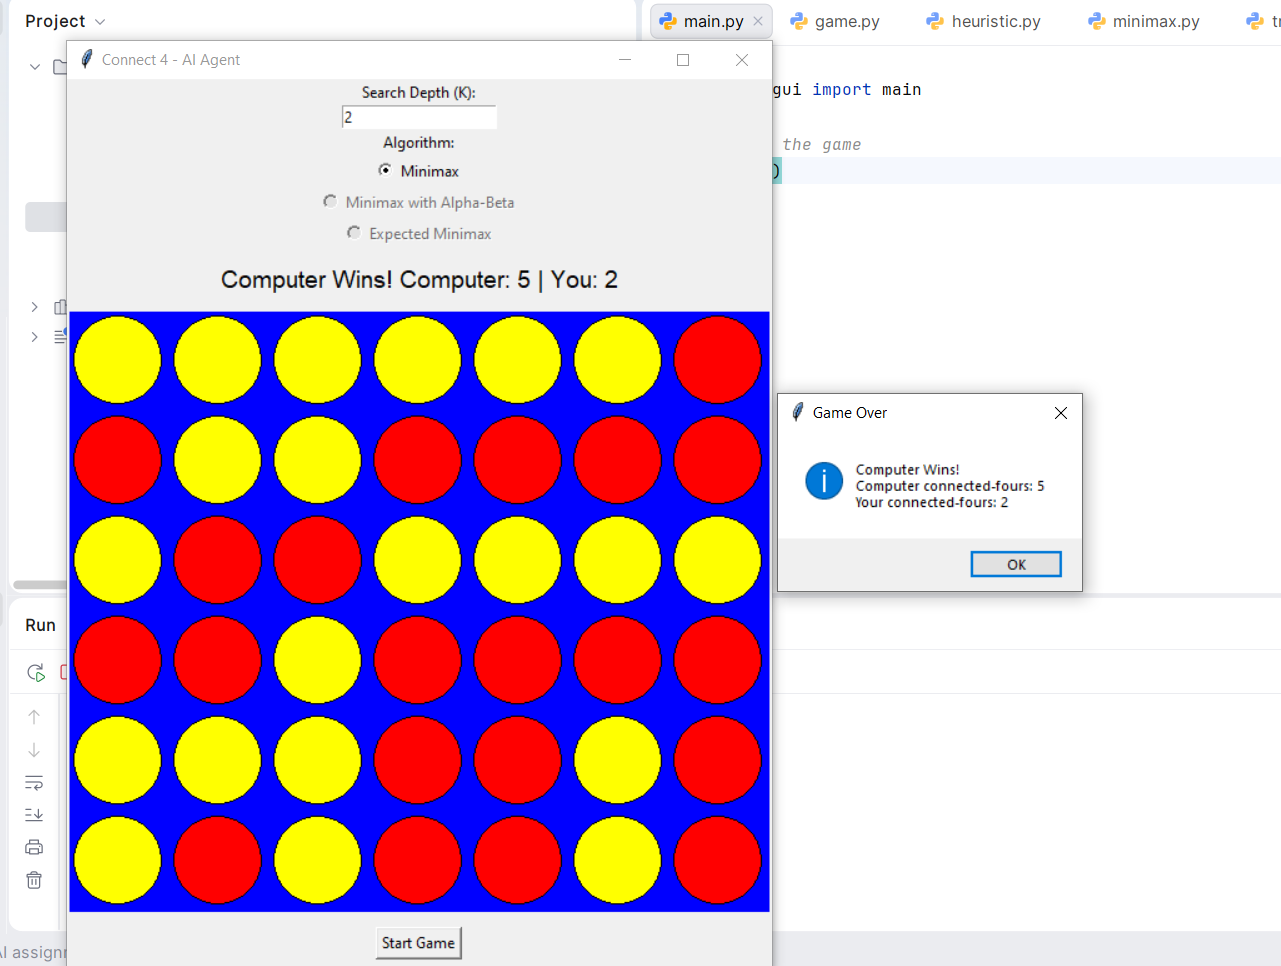 Project
main.py
game.py
heuristic.py
minimax.py
Connect 4 - AI Agent
Search Depth (K):
2
gui import main
Algorithm:
the game
Minimax
)
Minimax with Alpha-Beta
Expected Minimax
Computer Wins! Computer: 5 | You: 2
Game Over
Computer Wins!
Computer connected-fours: 5
Your connected-fours: 2
OK
Run
Start Game